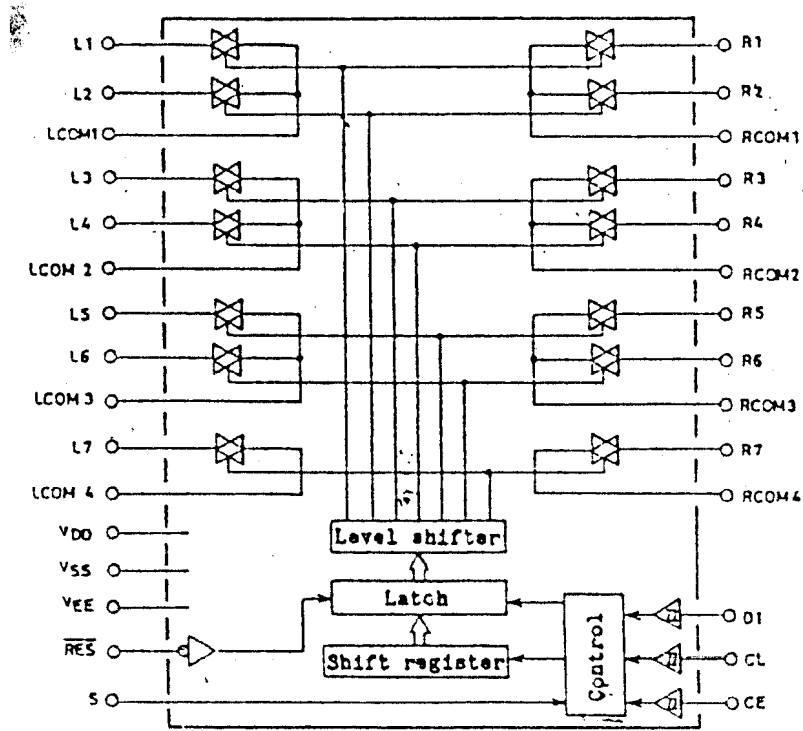 L1
R1
L2
R2
LCOM1
RCOM1
L3
R3
L4
R4
LCOM 2
RCOM2
L5
R5
L6
R6
LCOM 3
RCOM3
L7
R7
LCOM 4
RCOM4
Level shifter
VDD
VSS
Latch
VEE
DI
RES
Shift register
Control
CL
S
CE